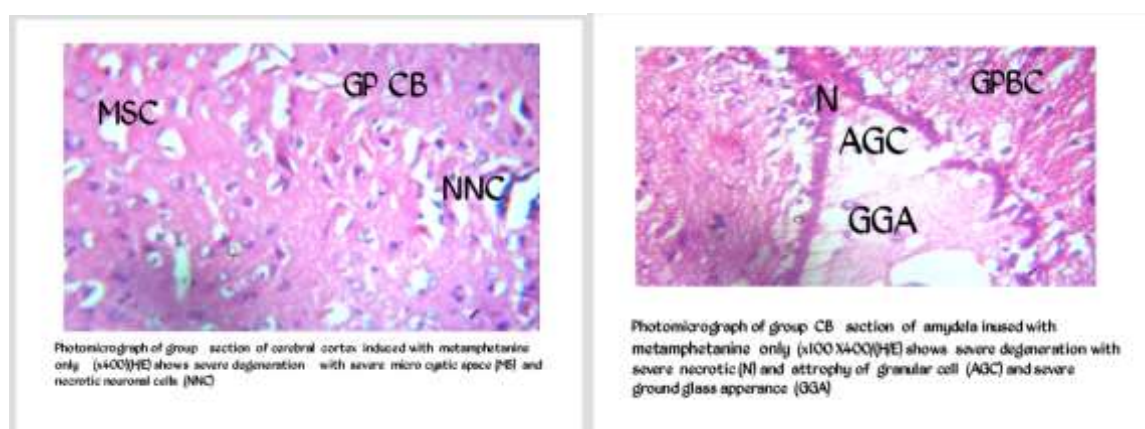 MSC
GP CB
NNC
Photomicrograph of group section of cerebral cortex induced with metamphetanine
only (x400)(H/E) shows severe degeneration with severe micro cystic space (MS) and
necrotic neuronal cells (NNC)
N
GPBC
AGC
GGA
Photomicrograph of group CB section of amydela inused with
metamphetanine only (x100 X400)(H/E) shows severe degeneration with
severe necrotic (N) and attrophy of granular cell (AGC) and severe
ground glass apperance (GGA)